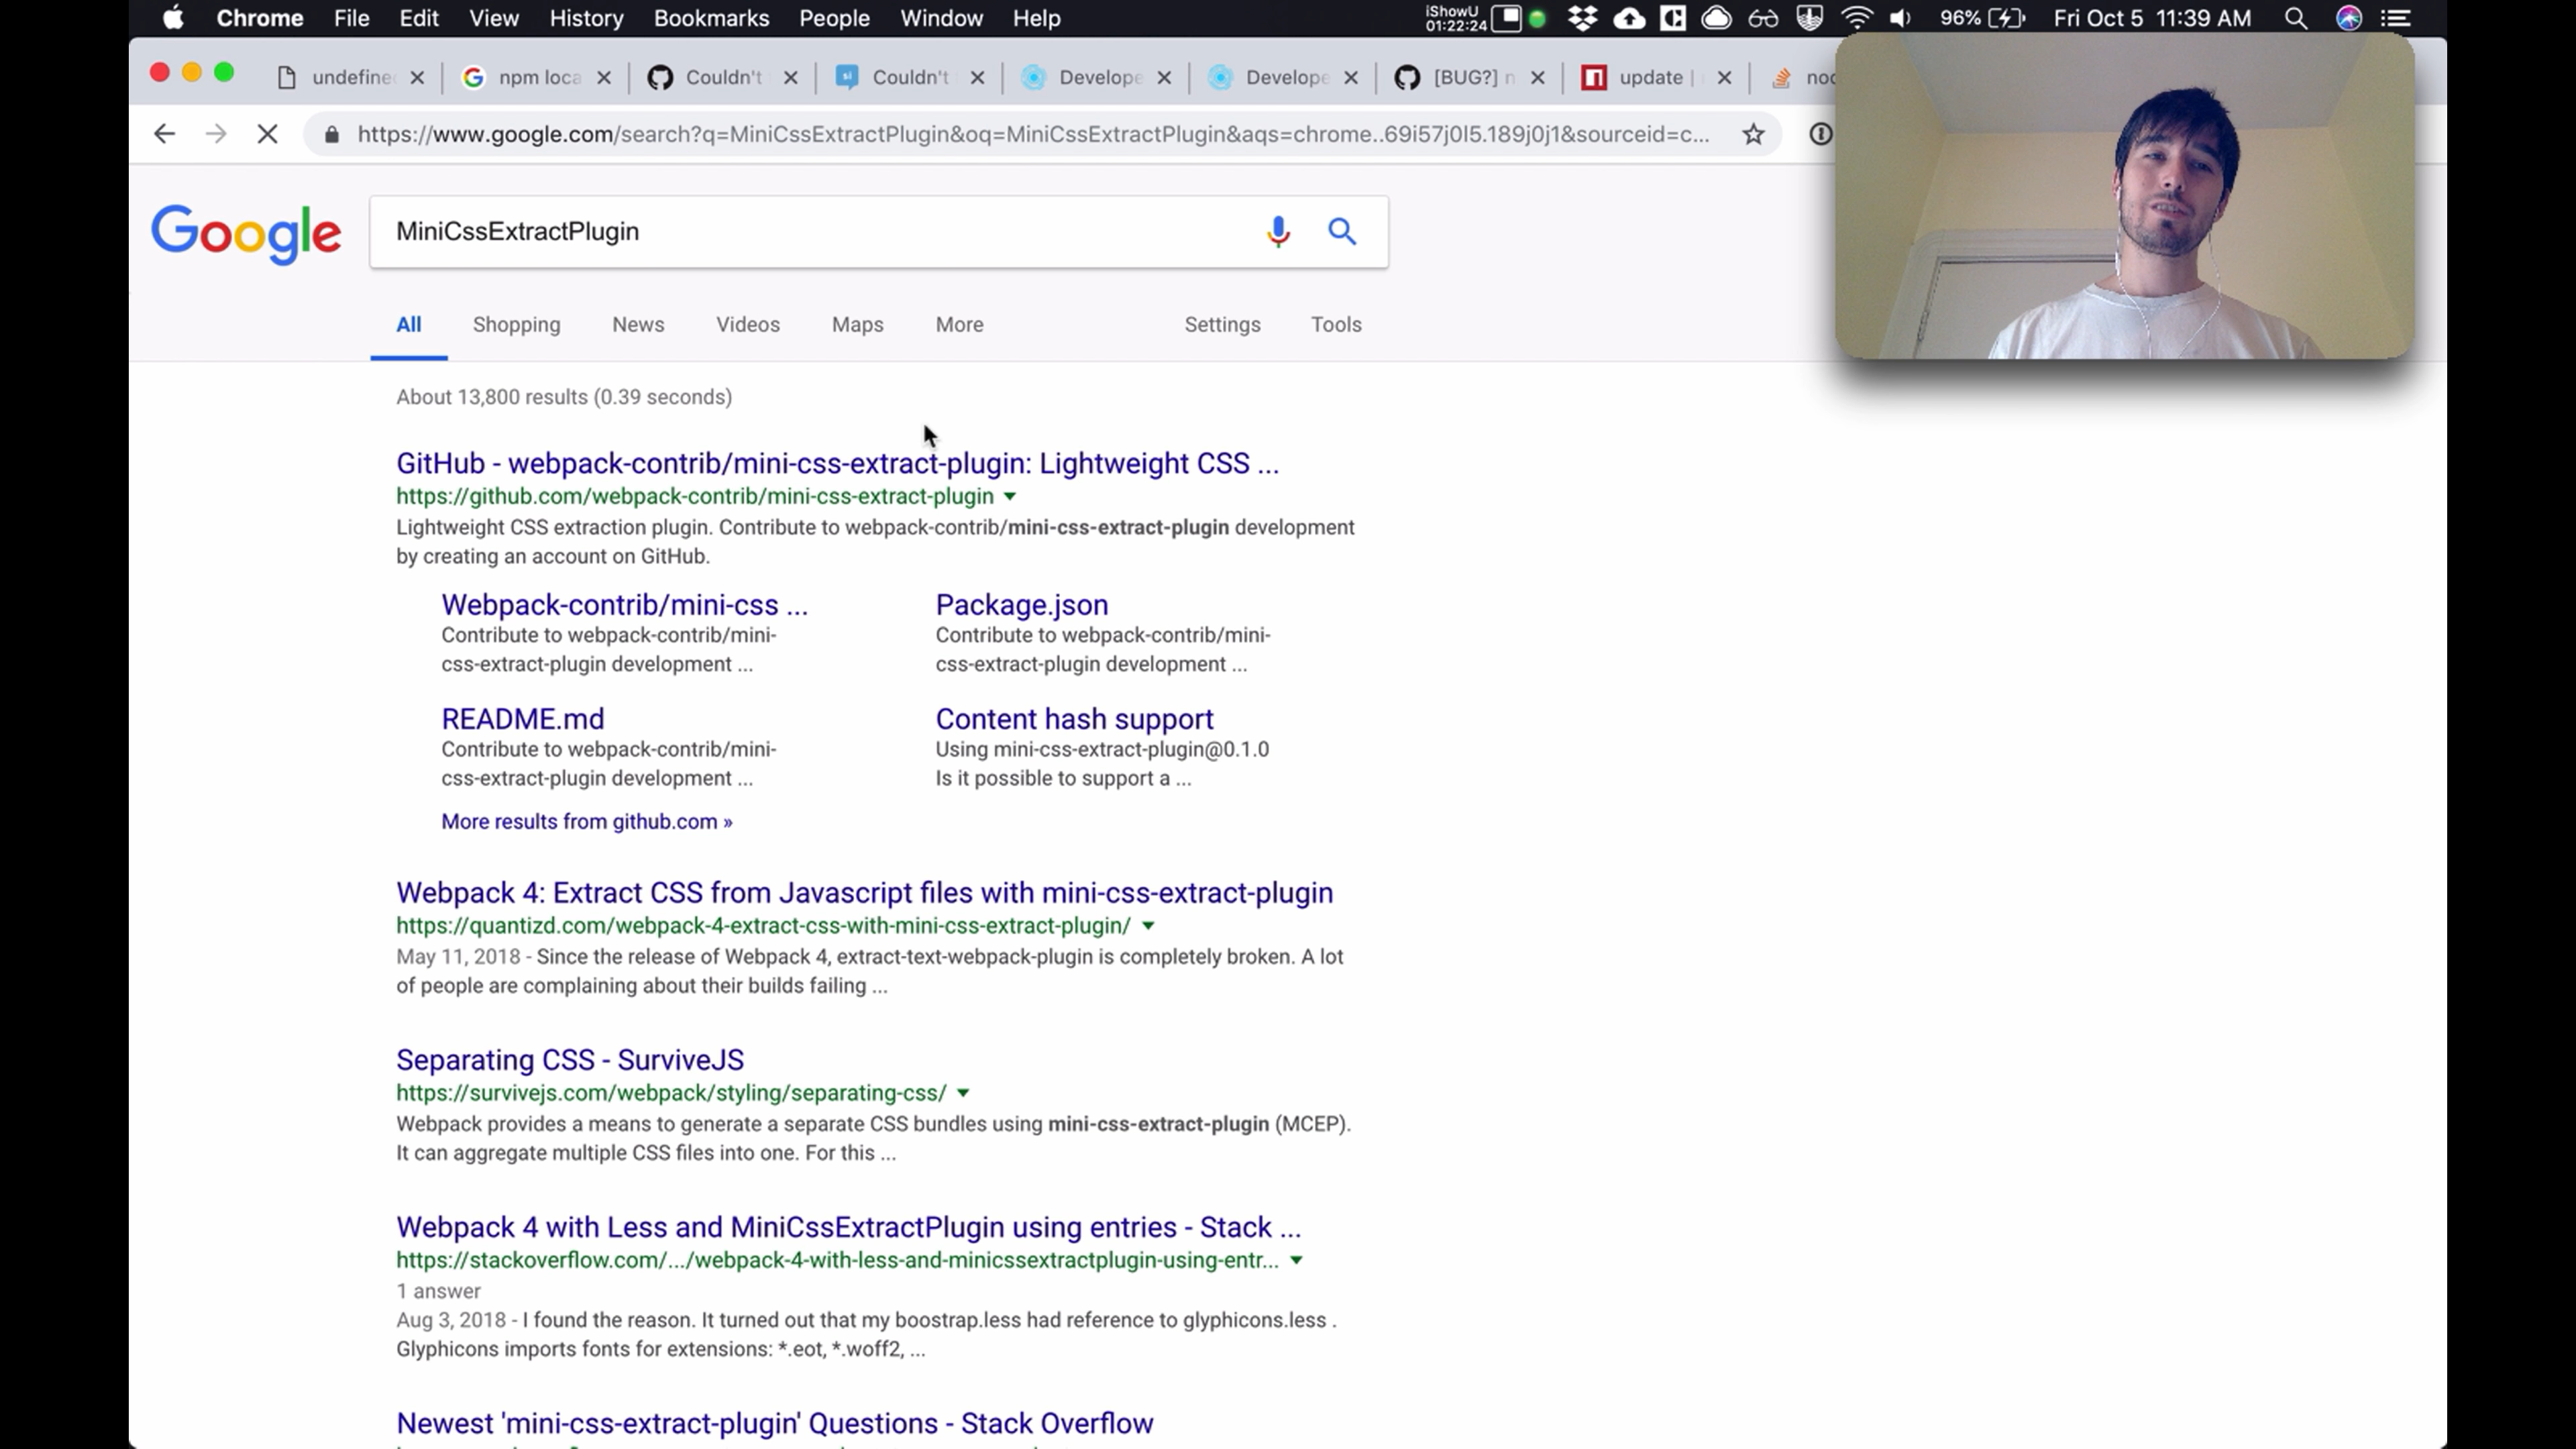 Chrome File Edit View History Bookmarks People Window Help
iShowU
01:22:24
96%
Fri Oct 5 11:39 AM
undefined
npm loca
Couldn't
Couldn't
Develope
Develope
[BUG?] n
update |
https://www.google.com/search?q=MiniCssExtractPlugin&oq=MiniCssExtractPlugin&aqs=chrome..69i57j0l5.189j0j1&sourceid=c...
Google
MiniCssExtractPlugin
All Shopping News Videos Maps More Settings Tools
About 13,800 results (0.39 seconds)
GitHub - webpack-contrib/mini-css-extract-plugin: Lightweight CSS ...
https://github.com/webpack-contrib/mini-css-extract-plugin
Lightweight CSS extraction plugin. Contribute to webpack-contrib/mini-css-extract-plugin development
by creating an account on GitHub.
Webpack-contrib/mini-css ...
Contribute to webpack-contrib/mini-
css-extract-plugin development ...
Package.json
Contribute to webpack-contrib/mini-
css-extract-plugin development ...
README.md
Contribute to webpack-contrib/mini-
css-extract-plugin development ...
Content hash support
Using mini-css-extract-plugin@0.1.0
Is it possible to support a ...
More results from github.com »
Webpack 4: Extract CSS from Javascript files with mini-css-extract-plugin
https://quantizd.com/webpack-4-extract-css-with-mini-css-extract-plugin/
May 11, 2018 - Since the release of Webpack 4, extract-text-webpack-plugin is completely broken. A lot
of people are complaining about their builds failing ...
Separating CSS - SurviveJS
https://survivejs.com/webpack/styling/separating-css/
Webpack provides a means to generate a separate CSS bundles using mini-css-extract-plugin (MCEP).
It can aggregate multiple CSS files into one. For this ...
Webpack 4 with Less and MiniCssExtractPlugin using entries - Stack ...
https://stackoverflow.com/.../webpack-4-with-less-and-minicssextractplugin-using-entr...
1 answer
Aug 3, 2018 - I found the reason. It turned out that my boostrap.less had reference to glyphicons.less .
Glyphicons imports fonts for extensions: *.eot, *.woff2, ...
Newest 'mini-css-extract-plugin' Questions - Stack Overflow